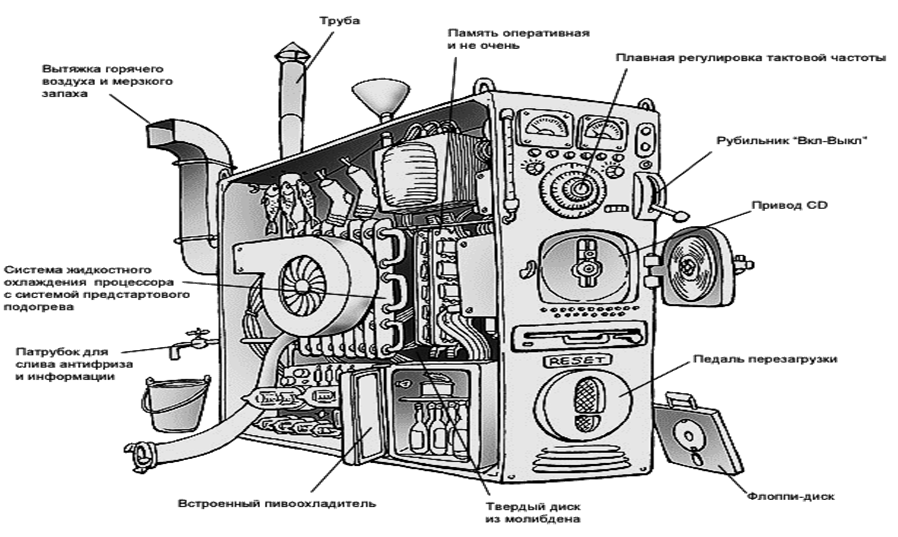 Труба
Память оперативная
и не очень
Плавная регулировка тактовой частоты
Вытяжка горячего
воздуха и мерзкого
запаха
Рубильник "Вкл-Выкл"
Привод CD
Система жидкостного
охлаждения процессора
с системой предстартового
подогрева
Патрубок для
слива антифриза
и информации
RESET
Педаль перезагрузки
Встроенный пивоохладитель
Твердый диск
из молибдена
Флоппи-диск